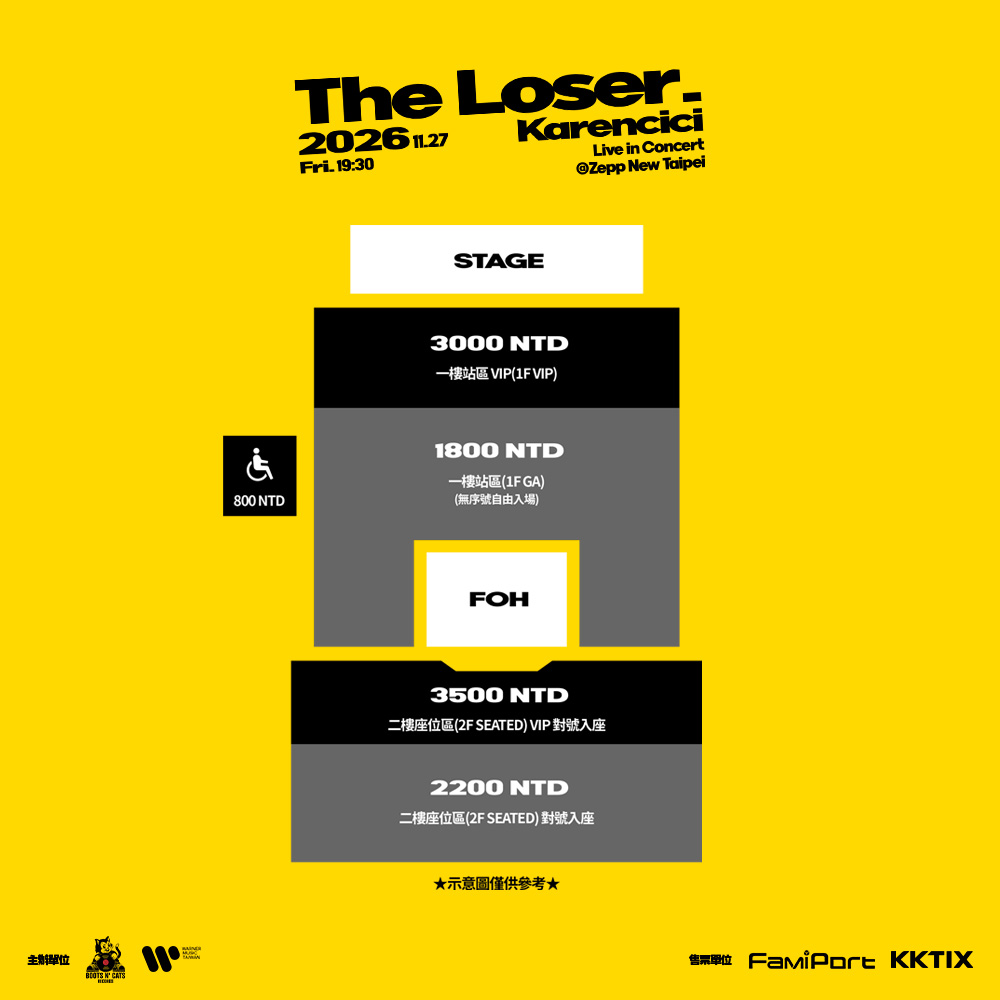 The Loser.
2026 11.27
Karencici
Fri. 19:30
Live in Concert
@Zepp New Taipei
STAGE
3000 NTD
一樓站區 VIP(1F VIP)
1800 NTD
一樓站區(1F GA)
(無序號自由入場)
800 NTD
FOH
3500 NTD
二樓座位區(2F SEATED) VIP 對號入座
2200 NTD
二樓座位區(2F SEATED) 對號入座
★示意圖僅供參考★
主辦單位
BOOTS N' CATS
RECORDS
WARNER
MUSIC
TAIWAN
售票單位
FamiPort
KKTIX